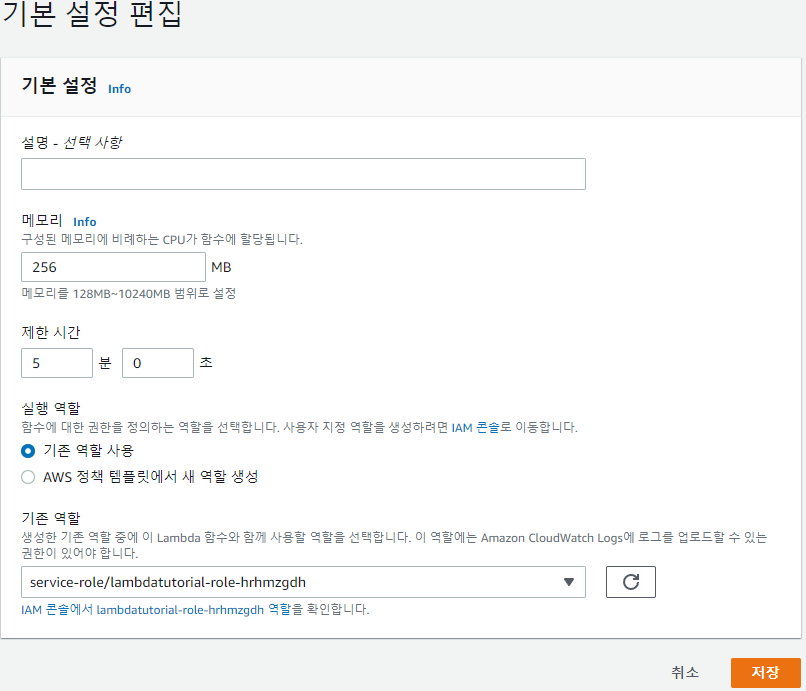 기본 설정 편집
기본 설정 Info
설명 - 선택 사항
메모리 Info
구성된 메모리에 비례하는 CPU가 함수에 할당됩니다.
256 MB
메모리를 128MB~10240MB 범위로 설정
제한 시간
5 분 0 초
실행 역할
함수에 대한 권한을 정의하는 역할을 선택합니다. 사용자 지정 역할을 생성하려면 IAM 콘솔로 이동합니다.
기존 역할 사용
AWS 정책 템플릿에서 새 역할 생성
기존 역할
생성한 기존 역할 중에 이 Lambda 함수와 함께 사용할 역할을 선택합니다. 이 역할에는 Amazon CloudWatch Logs에 로그를 업로드할 수 있는
권한이 있어야 합니다.
service-role/lambdatutorial-role-hrhmzgdh
IAM 콘솔에서 lambdatutorial-role-hrhmzgdh 역할을 확인합니다.
취소 저장